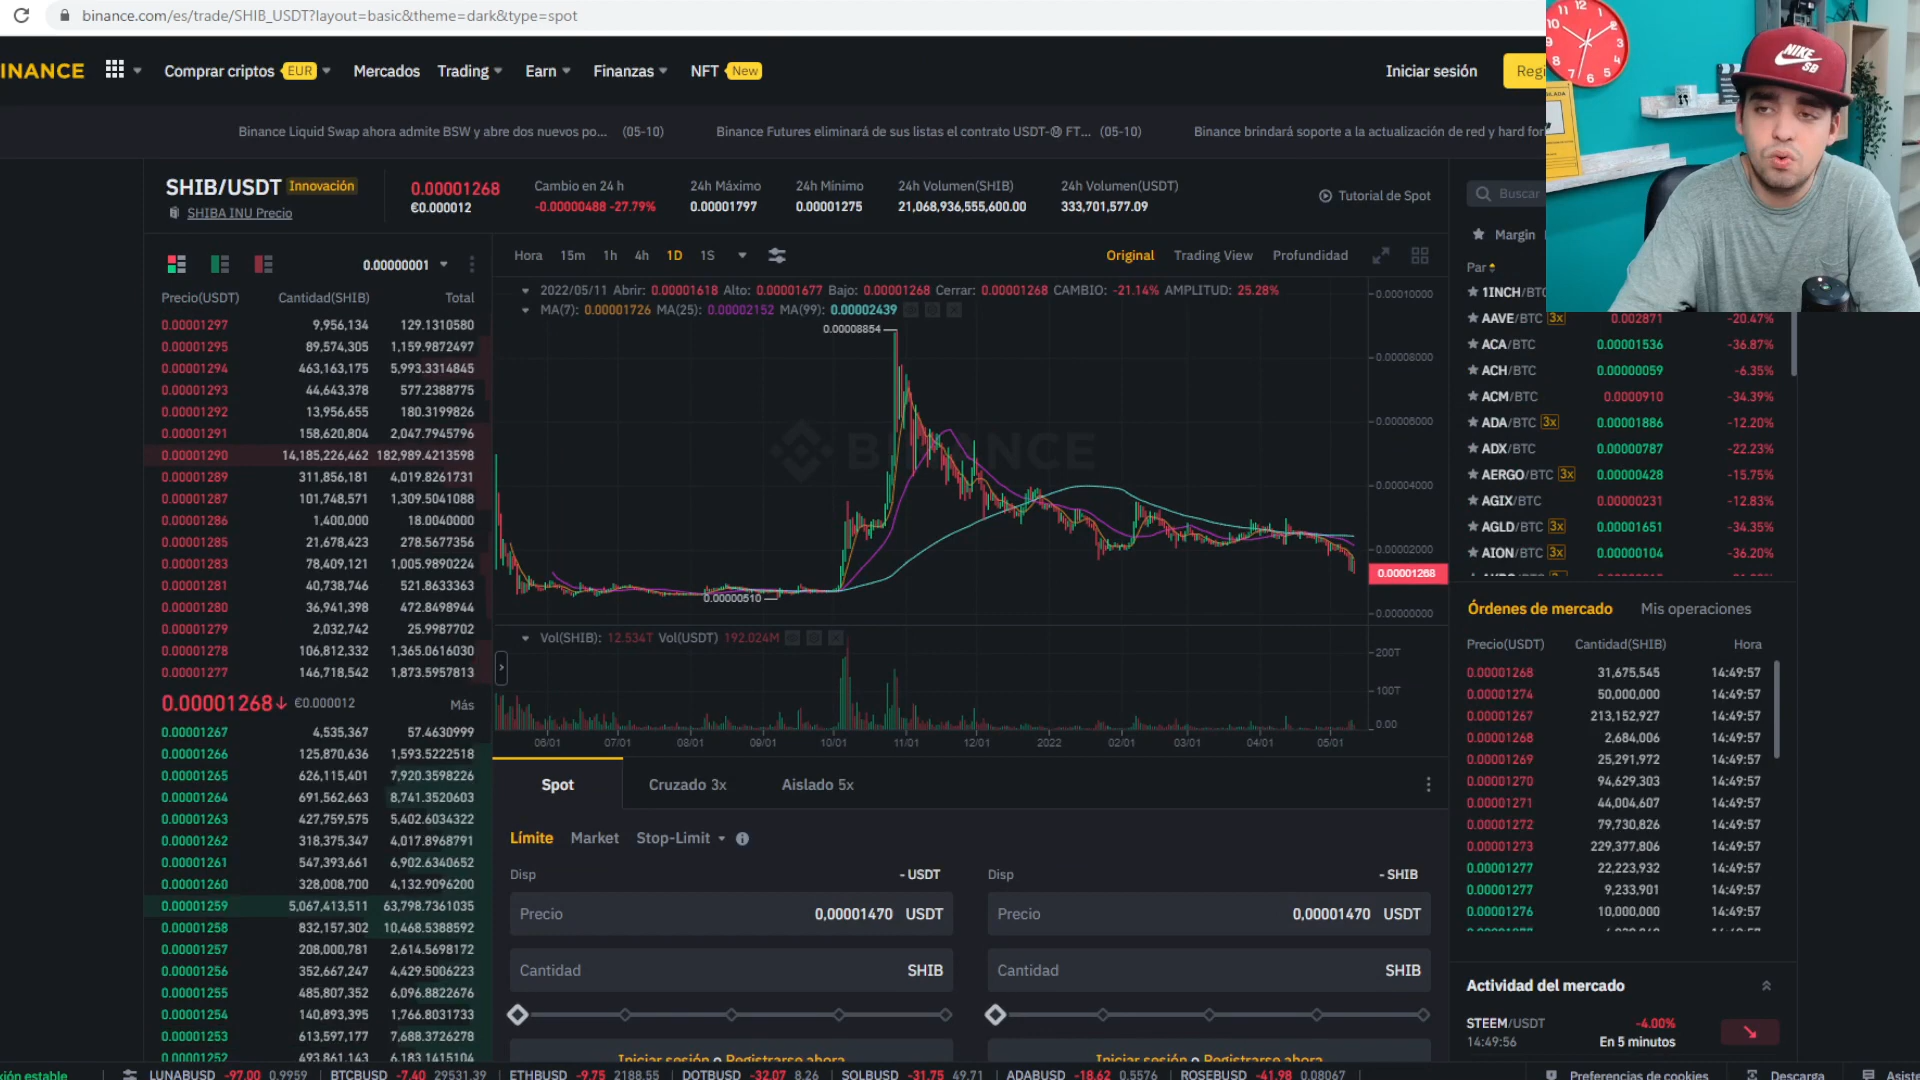 binance.com/es/trade/SHIB_USDT?layout=basic&theme=dark&type=spot
INANCE
Comprar criptos EUR
Mercados
Trading
Earn
Finanzas
NFT New
Iniciar sesión
Regi
Binance Liquid Swap ahora admite BSW y abre dos nuevos po... (05-10)
Binance Futures eliminará de sus listas el contrato USDT-Ⓜ FT... (05-10)
Binance brindará soporte a la actualización de red y hard for
SHIB/USDT Innovación
SHIBA INU Precio
0.00001268
€0.000012
Cambio en 24 h
-0.00000488 -27.79%
24h Máximo
0.00001797
24h Mínimo
0.00001275
24h Volumen(SHIB)
21,068,936,555,600.00
24h Volumen(USDT)
333,701,577.09
Tutorial de Spot
0.00000001
Precio(USDT) Cantidad(SHIB) Total
0.00001297 9,956,134 129.1310580
0.00001295 89,574,305 1,159.9872497
0.00001294 463,163,175 5,993.3314845
0.00001293 44,643,378 577.2388775
0.00001292 13,956,655 180.3199826
0.00001291 158,620,804 2,047.7945796
0.00001290 14,185,226,462 182,989.4213598
0.00001289 311,856,181 4,019.8261731
0.00001287 101,748,571 1,309.5041088
0.00001286 1,400,000 18.0040000
0.00001285 21,678,423 278.5677356
0.00001283 78,409,121 1,005.9890224
0.00001281 40,738,746 521.8633363
0.00001280 36,941,398 472.8498944
0.00001279 2,032,742 25.9987702
0.00001278 106,812,332 1,365.0616030
0.00001277 146,718,542 1,873.5957813
0.00001268↓ €0.000012 Más
0.00001267 4,535,367 57.4630999
0.00001266 125,870,636 1,593.5222518
0.00001265 626,115,401 7,920.3598226
0.00001264 691,562,663 8,741.3520603
0.00001263 427,759,575 5,402.6034322
0.00001262 318,375,347 4,017.8968791
0.00001261 547,393,661 6,902.6340652
0.00001260 328,008,700 4,132.9096200
0.00001259 5,067,413,511 63,798.7361035
0.00001258 832,157,302 10,468.5388592
0.00001257 208,000,781 2,614.5698172
0.00001256 352,667,247 4,429.5006223
0.00001255 485,807,352 6,096.8822676
0.00001254 140,893,395 1,766.8031733
0.00001253 613,597,177 7,688.3726278
0.00001252 493,861,143 6,183.1415104
Hora 15m 1h 4h 1D 1S
Original Trading View Profundidad
2022/05/11 Abrir: 0.00001618 Alto: 0.00001677 Bajo: 0.00001268 Cerrar: 0.00001268 CAMBIO: -21.14% AMPLITUD: 25.28%
MA(7): 0.00001726 MA(25): 0.00002152 MA(99): 0.00002439
0.00008854
BINANCE
0.00000510
0.00010000
0.00008000
0.00006000
0.00004000
0.00002000
0.00001268
0.00000000
Vol(SHIB): 12.534T Vol(USDT) 192.024M
200T
100T
0.00
06/01 07/01 08/01 09/01 10/01 11/01 12/01 2022 02/01 03/01 04/01 05/01
Spot Cruzado 3x Aislado 5x
Límite Market Stop-Limit
Disp - USDT
Precio 0,00001470 USDT
Cantidad SHIB
Iniciar sesión o Registrarse ahora
Disp - SHIB
Precio 0,00001470 USDT
Cantidad SHIB
Iniciar sesión o Registrarse ahora
Buscar
Margin
Par
1INCH/BTC
AAVE/BTC 3x 0.002871 -20.47%
ACA/BTC 0.00001536 -36.87%
ACH/BTC 0.00000059 -6.35%
ACM/BTC 0.0000910 -34.39%
ADA/BTC 3x 0.00001886 -12.20%
ADX/BTC 0.00000787 -22.23%
AERGO/BTC 3x 0.00000428 -15.75%
AGIX/BTC 0.00000231 -12.83%
AGLD/BTC 3x 0.00001651 -34.35%
AION/BTC 3x 0.00000104 -36.20%
Órdenes de mercado Mis operaciones
Precio(USDT) Cantidad(SHIB) Hora
0.00001268 31,675,545 14:49:57
0.00001274 50,000,000 14:49:57
0.00001267 213,152,927 14:49:57
0.00001268 2,684,006 14:49:57
0.00001269 25,291,972 14:49:57
0.00001270 94,629,303 14:49:57
0.00001271 44,004,607 14:49:57
0.00001272 79,730,826 14:49:57
0.00001273 229,377,806 14:49:57
0.00001277 22,223,932 14:49:57
0.00001277 9,233,901 14:49:57
0.00001276 10,000,000 14:49:57
Actividad del mercado
STEEM/USDT -4.00%
14:49:56 En 5 minutos
NIKE SB
11 12 1
10 2
3
8
7 6 5
xión estable
LUNABUSD -97.00 0.9959
BTCBUSD -7.40 29531.39
ETHBUSD -9.75 2188.55
DOTBUSD -32.07 8.26
SOLBUSD -31.75 49.71
ADABUSD -18.62 0.5576
ROSEBUSD -41.98 0.08067
Preferencias de cookies
Descarga
Asiste